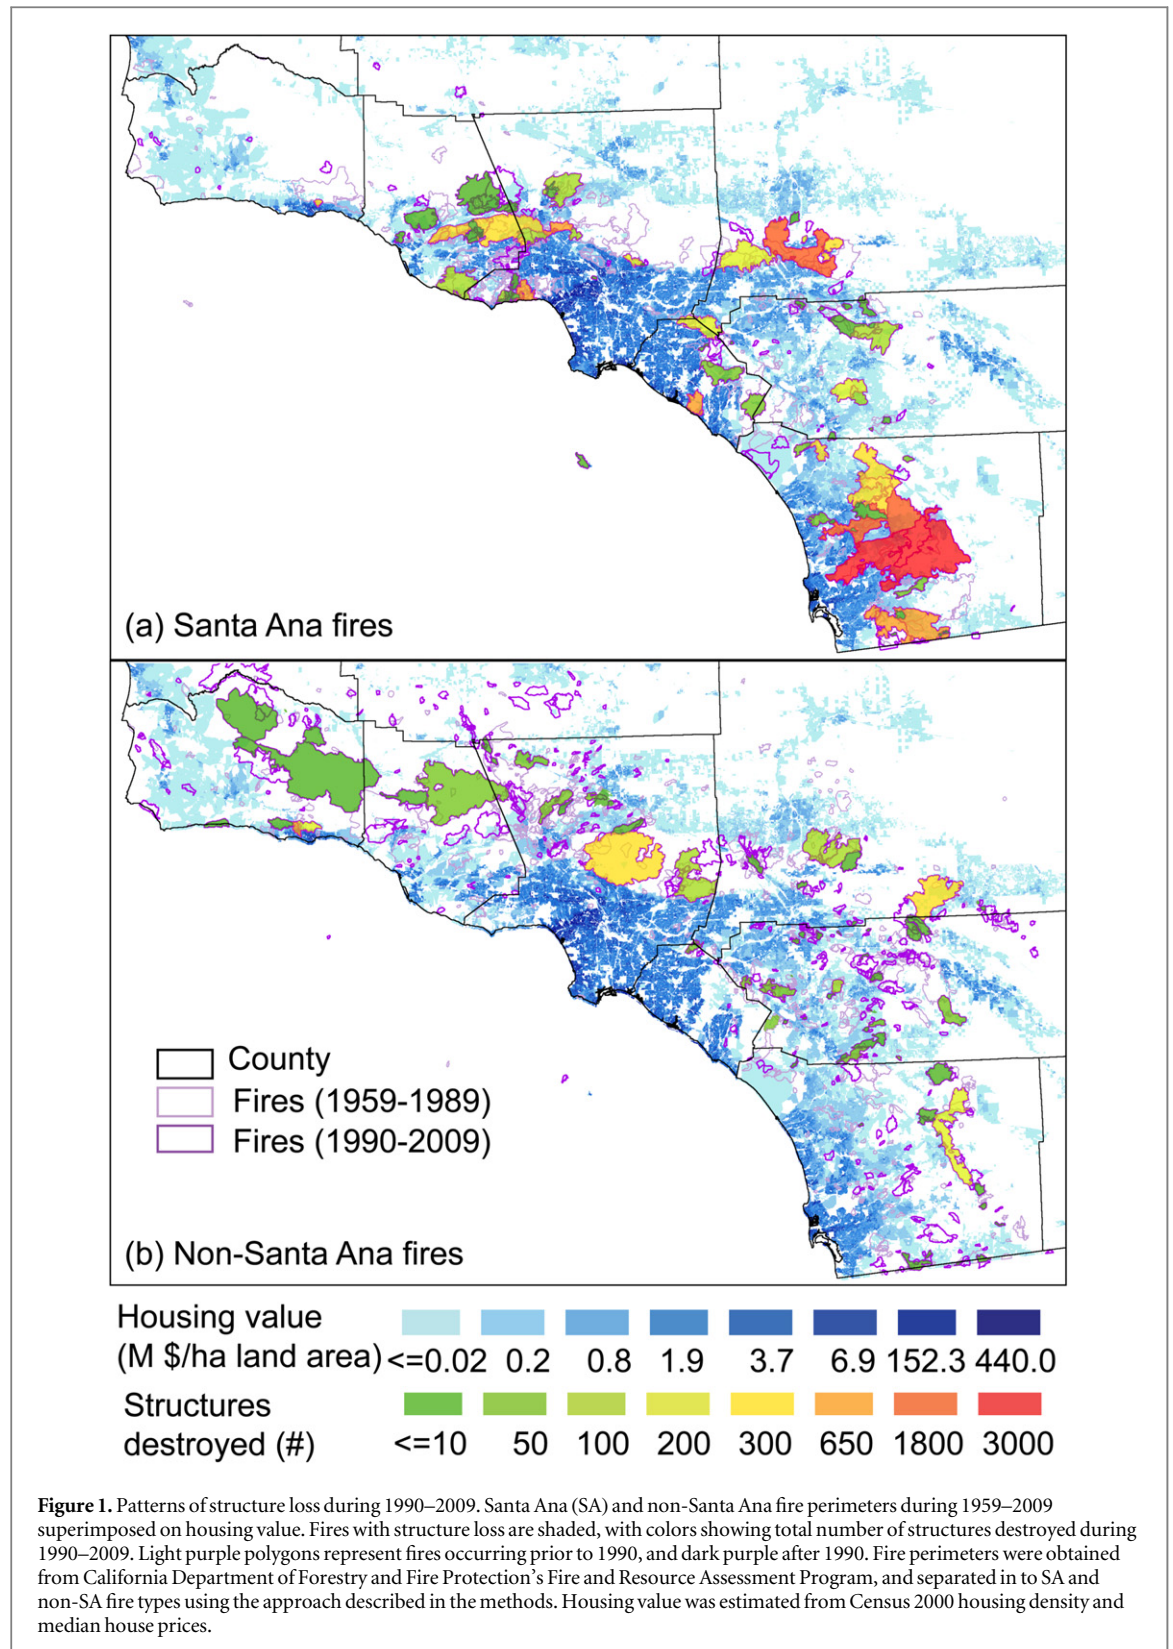 (a) Santa Ana fires
County
Fires (1959-1989)
Fires (1990-2009)
(b) Non-Santa Ana fires
Housing value
(M $/ha land area) <=0.02 0.2 0.8 1.9 3.7 6.9 152.3 440.0
Structures
destroyed (#) <=10 50 100 200 300 650 1800 3000
Figure 1. Patterns of structure loss during 1990–2009. Santa Ana (SA) and non-Santa Ana fire perimeters during 1959–2009
superimposed on housing value. Fires with structure loss are shaded, with colors showing total number of structures destroyed during
1990–2009. Light purple polygons represent fires occurring prior to 1990, and dark purple after 1990. Fire perimeters were obtained
from California Department of Forestry and Fire Protection's Fire and Resource Assessment Program, and separated in to SA and
non-SA fire types using the approach described in the methods. Housing value was estimated from Census 2000 housing density and
median house prices.